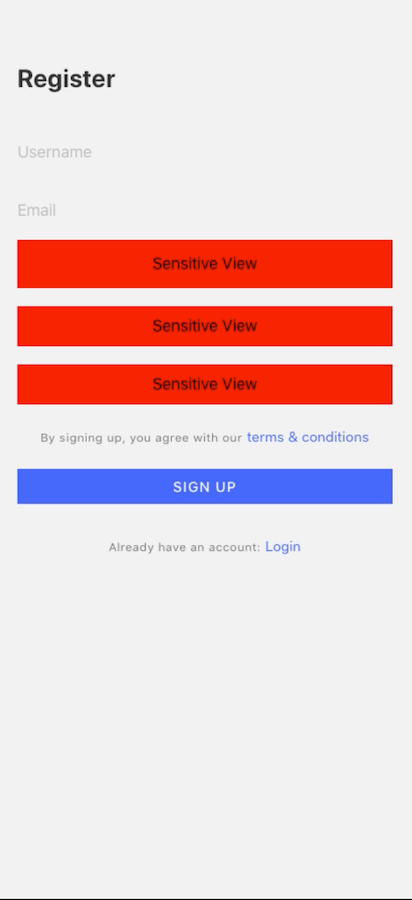 Register
Username
Email
Sensitive View
Sensitive View
Sensitive View
By signing up, you agree with our terms & conditions
SIGN UP
Already have an account: Login